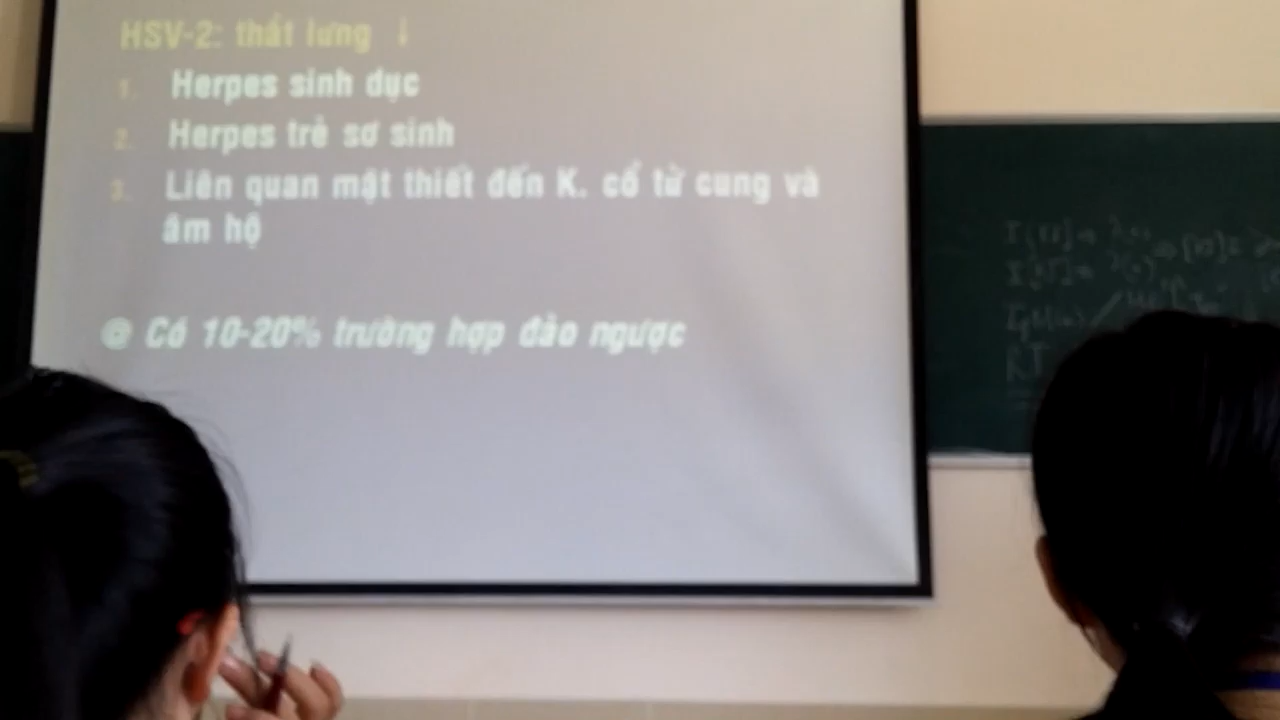 HSV-2: thắt lưng ↓
1. Herpes sinh dục
2. Herpes trẻ sơ sinh
3. Liên quan mật thiết đến K. cổ tử cung và
âm hộ
@ Có 10-20% trường hợp đảo ngược